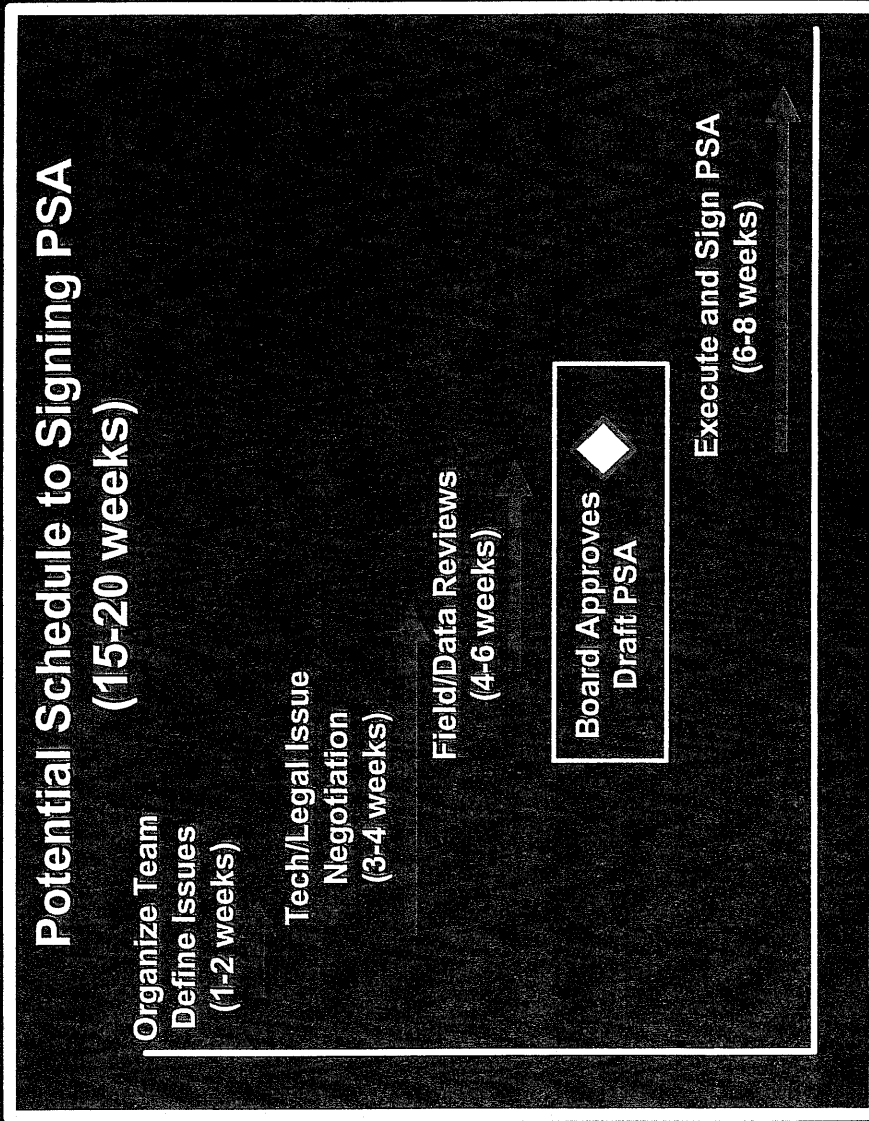 Potential Schedule to Signing PSA
(15-20 weeks)
Organize Team
Define Issues
(1-2 weeks)
Tech/Legal Issue
Negotiation
(3-4 weeks)
Field/Data Reviews
(4-6 weeks)
Board Approves
Draft PSA
Execute and Sign PSA
(6-8 weeks)